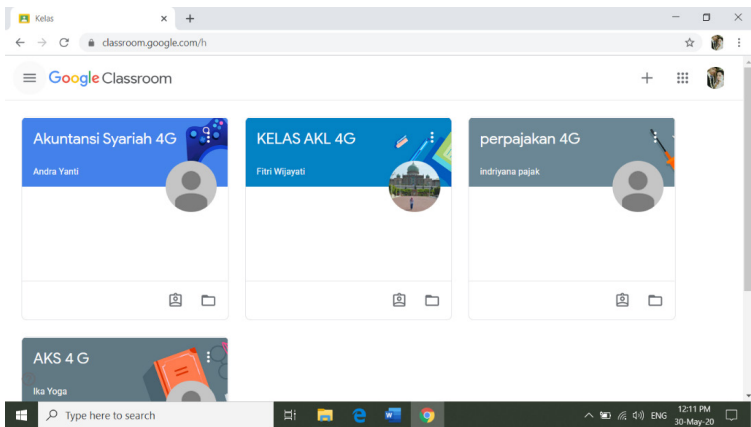 Kelas
classroom.google.com/h
Google Classroom
Akuntansi Syariah 4G
Andra Yanti
KELAS AKL 4G
Fitri Wijayati
perpajakan 4G
indriyana pajak
AKS 4 G
Ika Yoga
Type here to search
ENG
12:11 PM
30-May-20